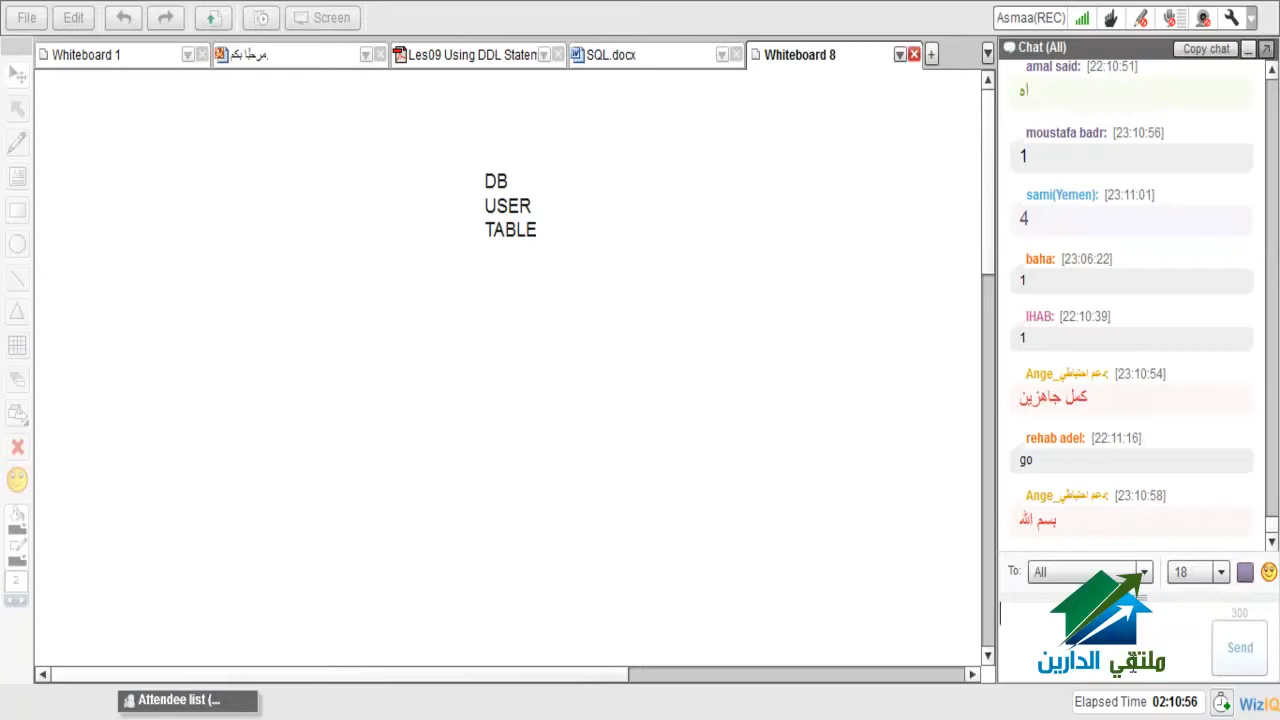 File
Edit
Screen
Asmaa(REC)
Whiteboard 1
مرحبًا بكم.
Les09 Using DDL Staten
SQL.docx
Whiteboard 8
Chat (All)
Copy chat
DB
USER
TABLE
amal said: [22:10:51]
اه
moustafa badr: [23:10:56]
1
sami(Yemen): [23:11:01]
4
baha: [23:06:22]
1
IHAB: [22:10:39]
1
Ange_دعم احتياطي: [23:10:54]
كمل جاهزين
rehab adel: [22:11:16]
go
Ange_دعم احتياطي: [23:10:58]
بسم الله
To: All
18
300
Send
ملتقي الدارين
2
Attendee list (...
Elapsed Time 02:10:56
WizIQ